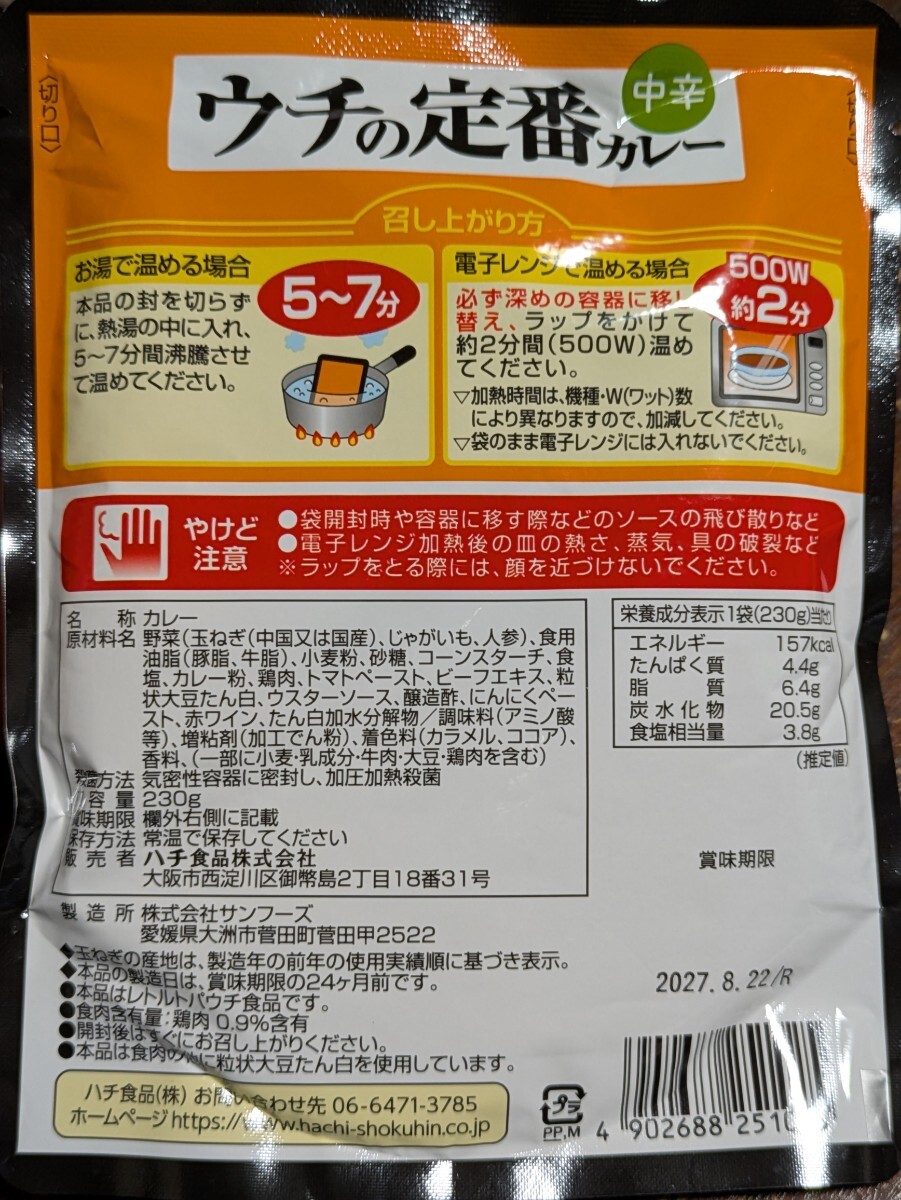 〈切り口〉
中辛
ウチの定番カレー
召し上がり方
お湯で温める場合
5〜7分
本品の封を切らず
に、熱湯の中に入れ、
5〜7分間沸騰させ
て温めてください。
電子レンジで温める場合
500W
約2分
必ず深めの容器に移し
替え、ラップをかけて
約2分間(500W)温め
てください。
▽加熱時間は、機種・W(ワット)数
により異なりますので、加減してください。
▽袋のまま電子レンジには入れないでください。
やけど
注意
●袋開封時や容器に移す際などのソースの飛び散りなど
●電子レンジ加熱後の皿の熱さ、蒸気、具の破裂など
※ラップをとる際には、顔を近づけないでください。
名称 カレー
原材料名 野菜(玉ねぎ(中国又は国産)、じゃがいも、人参)、食用
油脂(豚脂、牛脂)、小麦粉、砂糖、コーンスターチ、食
塩、カレー粉、鶏肉、トマトペースト、ビーフエキス、粒
状大豆たん白、ウスターソース、醸造酢、にんにくペー
スト、赤ワイン、たん白加水分解物／調味料(アミノ酸
等)、増粘剤(加工でん粉)、着色料(カラメル、ココア)、
香料、(一部に小麦・乳成分・牛肉・大豆・鶏肉を含む)
方法 気密性容器に密封し、加圧加熱殺菌
容量 230g
味期限 欄外右側に記載
保存方法 常温で保存してください
販売者 ハチ食品株式会社
大阪市西淀川区御幣島2丁目18番31号
栄養成分表示1袋(230g)当たり
エネルギー 157kcal
たんぱく質 4.4g
脂質 6.4g
炭水化物 20.5g
食塩相当量 3.8g
(推定値)
賞味期限
2027.8.22/R
製造所 株式会社サンフーズ
愛媛県大洲市菅田町菅田甲2522
◆玉ねぎの産地は、製造年の前年の使用実績順に基づき表示。
◆本品の製造日は、賞味期限の24ヶ月前です。
●本品はレトルトパウチ食品です。
●食肉含有量：鶏肉 0.9%含有
●開封後はすぐにお召し上がりください。
●本品は食肉の他に粒状大豆たん白を使用しています。
ハチ食品(株) お問い合わせ先 06-6471-3785
ホームページ https://www.hachi-shokuhin.co.jp
プラ
PP,M
4 902688 2510